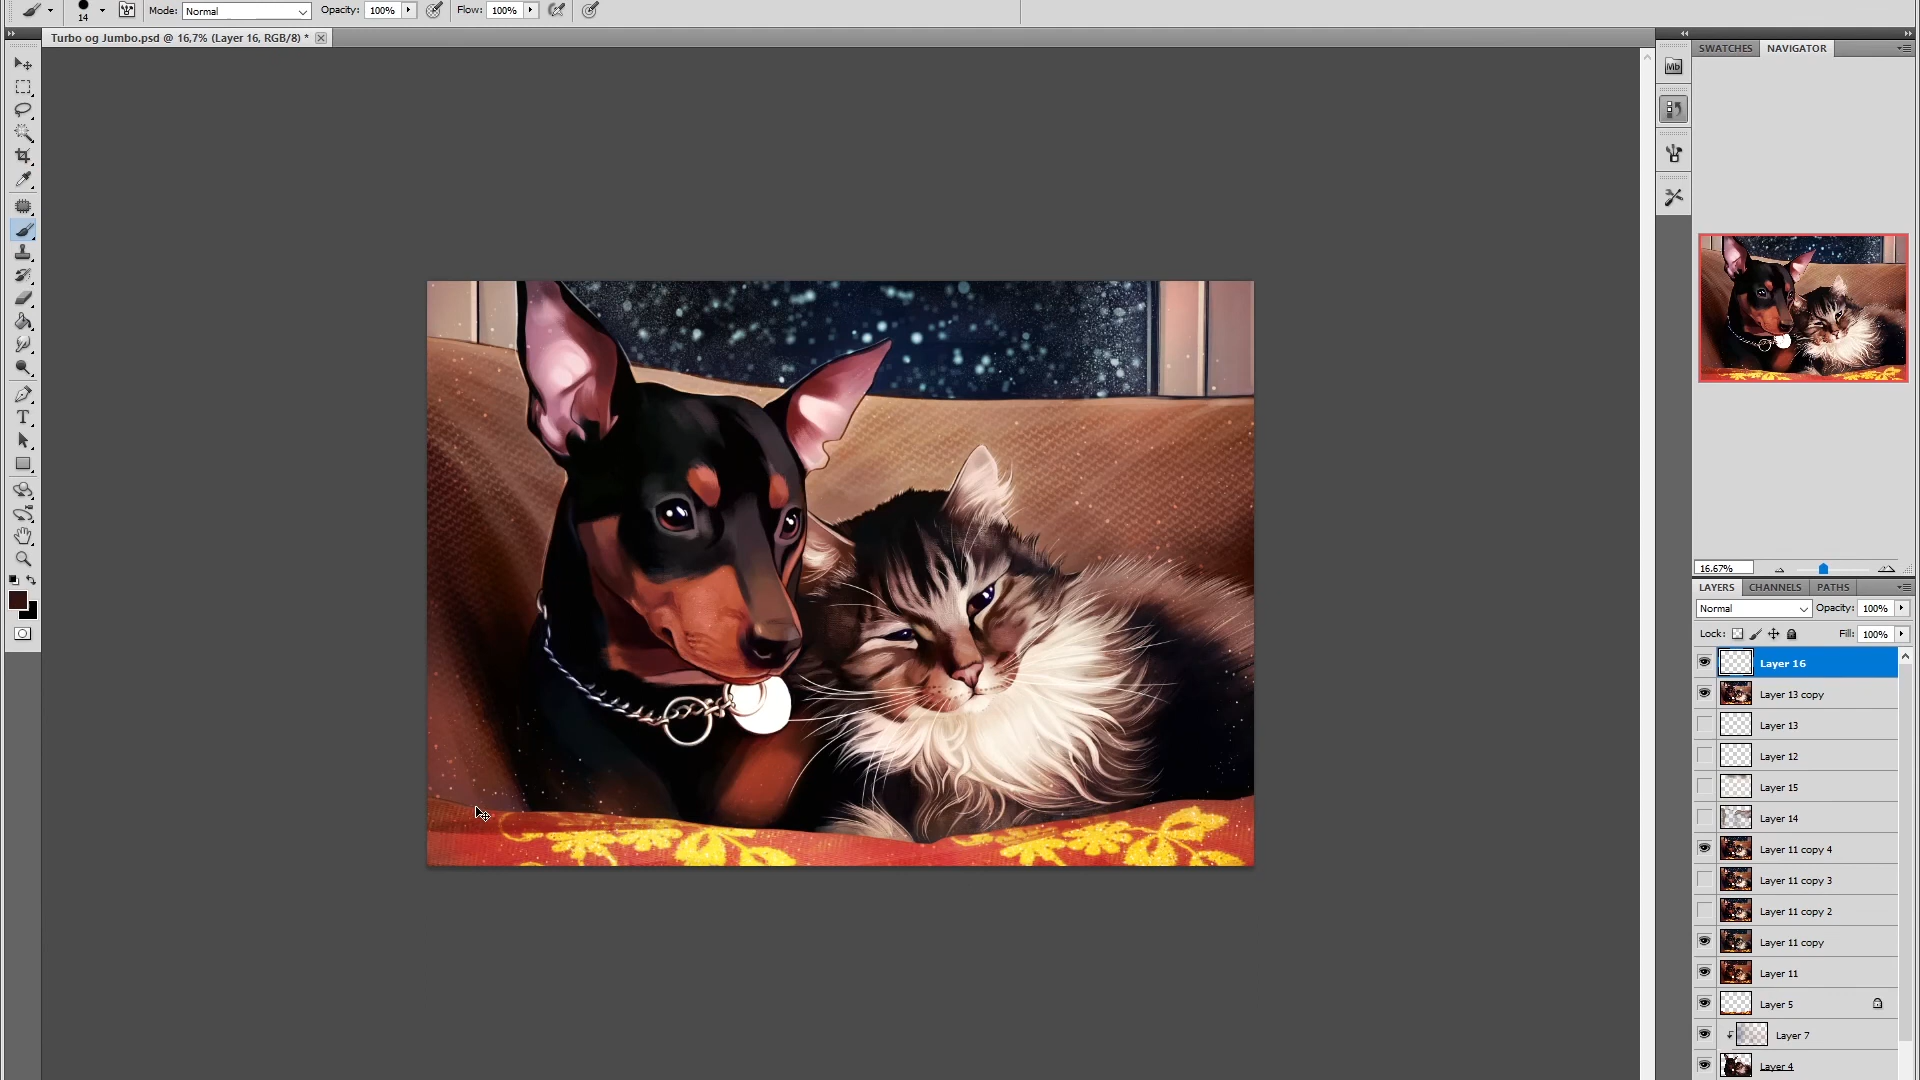 14
Mode: Normal
Opacity: 100%
Flow: 100%
Turbo og Jumbo.psd @ 16,7% (Layer 16, RGB/8) *
SWATCHES NAVIGATOR
Mb
T
16.67%
LAYERS CHANNELS PATHS
Normal
Opacity: 100%
Lock:
Fill: 100%
Layer 16
Layer 13 copy
Layer 13
Layer 12
Layer 15
Layer 14
Layer 11 copy 4
Layer 11 copy 3
Layer 11 copy 2
Layer 11 copy
Layer 11
Layer 5
Layer 7
Layer 4